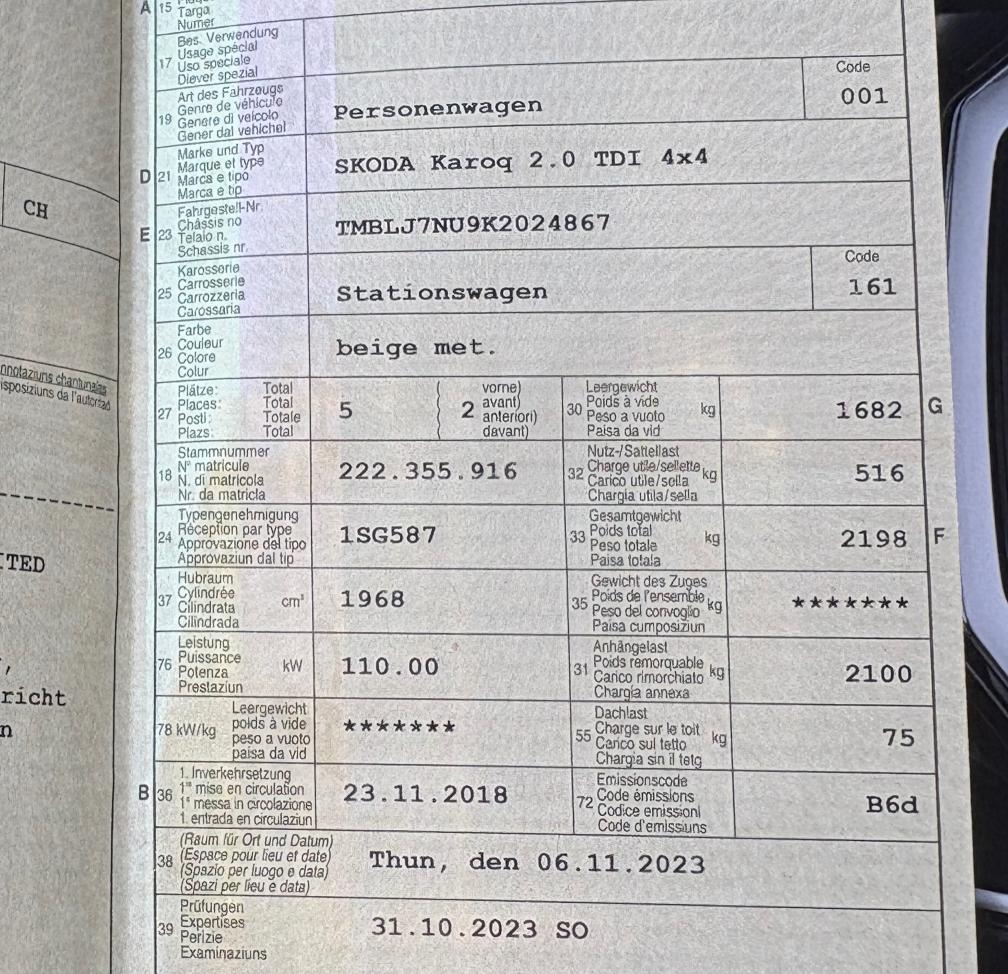 A 15 Targa
Numer
17 Bes. Verwendung
Usage spécial
Uso speciale
Diever spezial
Code
19 Art des Fahrzeugs
Genre de véhicule
Genere di veicolo
Gener dal vehichel
Personenwagen
001
D 21 Marke und Typ
Marque et type
Marca e tipo
Marca e tip
SKODA Karoq 2.0 TDI 4x4
CH
E 23 Fahrgestell-Nr.
Châssis no
Telaio n.
Schassis nr.
TMBLJ7NU9K2024867
Code
25 Karosserie
Carrosserie
Carrozzeria
Carossaria
Stationswagen
161
26 Farbe
Couleur
Colore
Colur
beige met.
nnotaziuns chantunalas
isposiziuns da l'autoritad
27 Plätze: Total
Places: Total
Posti: Totale
Plazs: Total
5
( 2 vorne)
avant)
anteriori)
davant)
30 Leergewicht
Poids à vide
Peso a vuoto
Paisa da vid
kg
1682 G
18 Stammnummer
N° matricule
N. di matricola
Nr. da matricla
222.355.916
32 Nutz-/Sattellast
Charge utile/sellette
Carico utile/sella
Chargia utila/sella
kg
516
24 Typengenehmigung
Réception par type
Approvazione del tipo
Approvaziun dal tip
1SG587
33 Gesamtgewicht
Poids total
Peso totale
Paisa totala
kg
2198 F
TED
37 Hubraum
Cylindrée
Cilindrata
Cilindrada
cm³
1968
35 Gewicht des Zuges
Poids de l'ensemble
Peso del convoglio
Paisa cumposiziun
kg
*******
76 Leistung
Puissance
Potenza
Prestaziun
kW
110.00
31 Anhängelast
Poids remorquable
Carico rimorchiato
Chargia annexa
kg
2100
,
richt
n
78 kW/kg
Leergewicht
poids à vide
peso a vuoto
paisa da vid
*******
55 Dachlast
Charge sur le toit
Carico sul tetto
Chargia sin il tetg
kg
75
B 36 1. Inverkehrsetzung
1re mise en circulation
1a messa in circolazione
1. entrada en circulaziun
23.11.2018
72 Emissionscode
Code émissions
Codice emissioni
Code d'emissiuns
B6d
38 (Raum für Ort und Datum)
(Espace pour lieu et date)
(Spazio per luogo e data)
(Spazi per lieu e data)
Thun, den 06.11.2023
39 Prüfungen
Expertises
Perizie
Examinaziuns
31.10.2023 SO